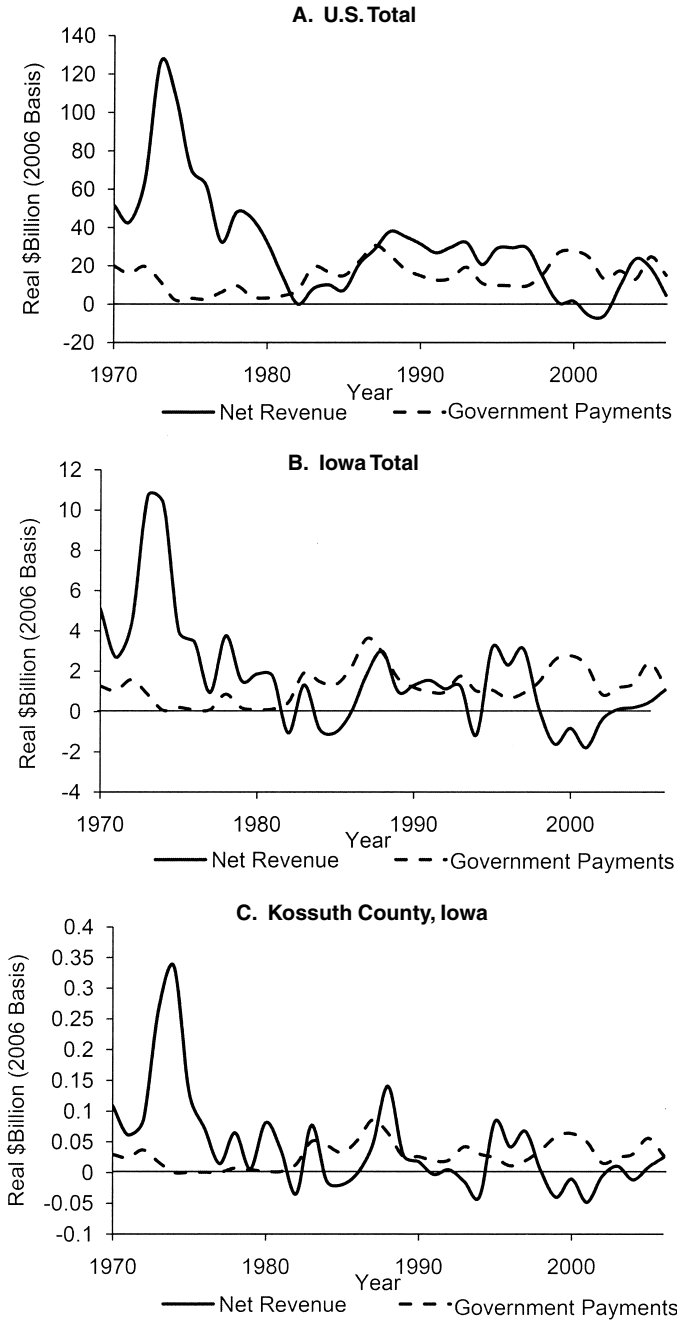 A. U.S. Total
Real $Billion (2006 Basis)
140
120
100
80
60
40
20
0
-20
1970 1980 1990 2000
Year
Net Revenue Government Payments
B. Iowa Total
Real $Billion (2006 Basis)
12
10
8
6
4
2
0
-2
-4
1970 1980 1990 2000
Year
Net Revenue Government Payments
C. Kossuth County, Iowa
Real $Billion (2006 Basis)
0.4
0.35
0.3
0.25
0.2
0.15
0.1
0.05
0
-0.05
-0.1
1970 1980 1990 2000
Year
Net Revenue Government Payments